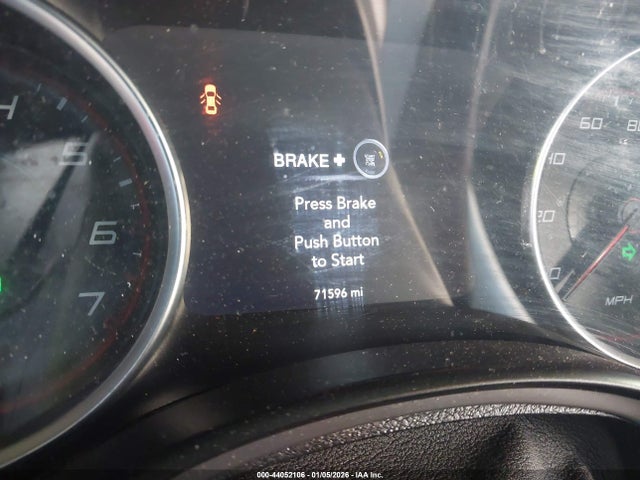 BRAKE +
Press Brake
and
Push Button
to Start
71596 mi
5
6
7
60
80
40
20
0
MPH
000-44052106 - 01/05/2026 - IAA Inc.